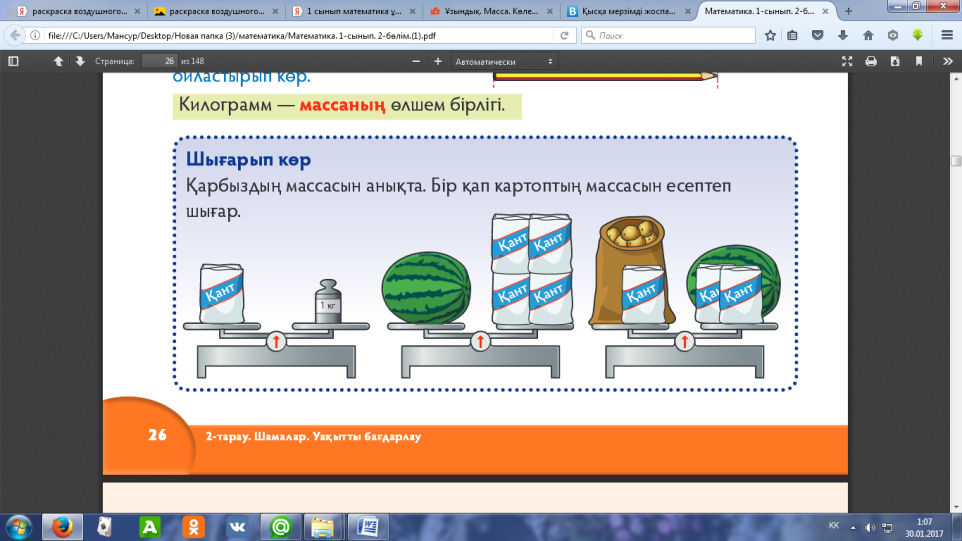 раскраска воздушного...
раскраска воздушного...
1 сынып математика ұ...
Ұзындық. Масса. Көле...
Қысқа мерзімді жоспа...
Математика. 1-сынып. 2-б...
file:///C:/Users/Мансур/Desktop/Новая папка (3)/математика/Математика. 1-сынып. 2-бөлім.(1).pdf
Поиск
Страница: 26 из 148
Автоматически
ойластырып көр.
Килограмм — массаның өлшем бірлігі.
Шығарып көр
Қарбыздың массасын анықта. Бір қап картоптың массасын есептеп
шығар.
Қант
1 кг
Қант
Қант
Қант
Қант
Қант
Қант
Қант
26
2-тарау. Шамалар. Уақытты бағдарлау
KK
1:07
30.01.2017